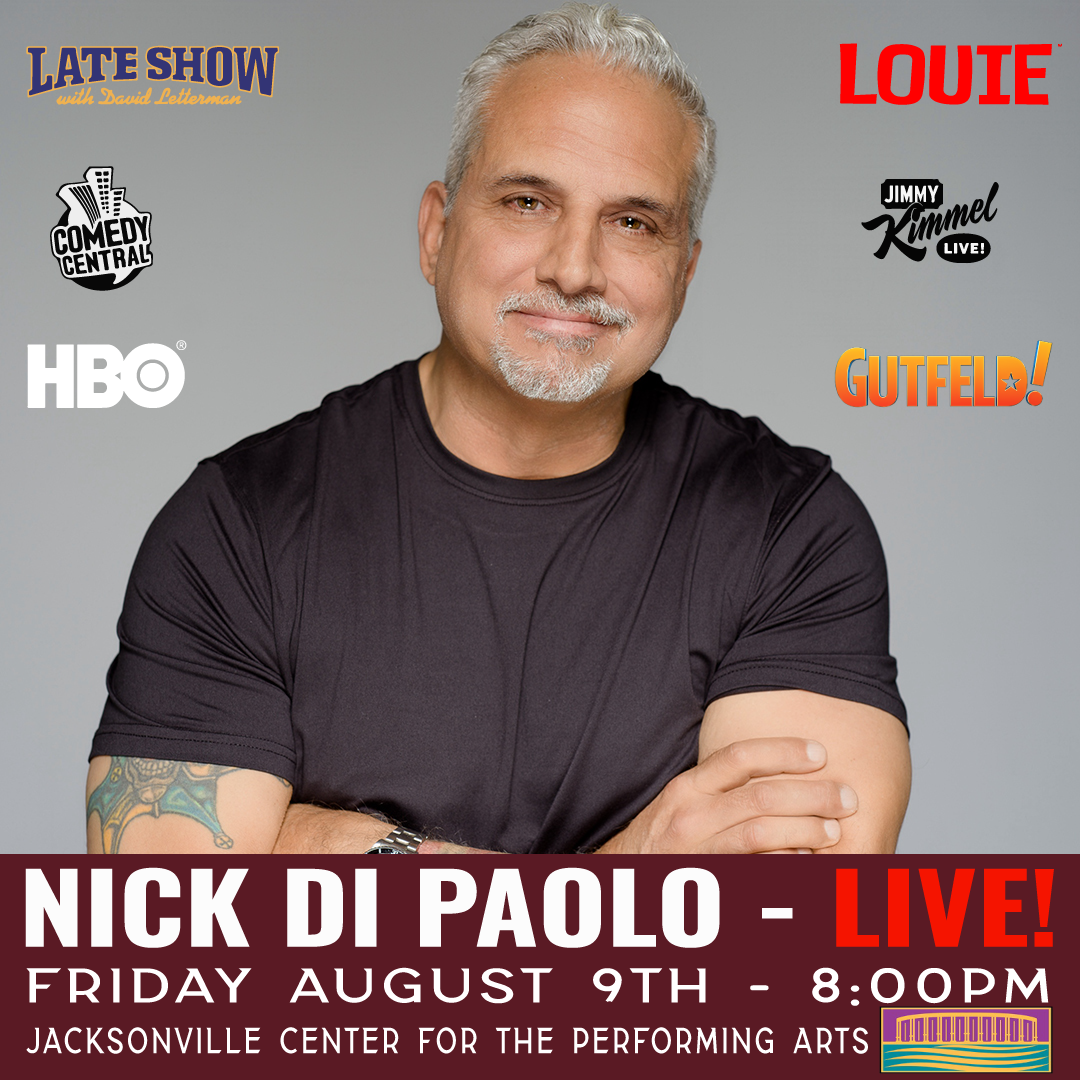 LATE SHOW
with David Letterman
LOUIE™
COMEDY
CENTRAL
JIMMY
Kimmel
LIVE!
HBO®
GUTFELD!
NICK DI PAOLO - LIVE!
FRIDAY AUGUST 9TH - 8:00PM
JACKSONVILLE CENTER FOR THE PERFORMING ARTS